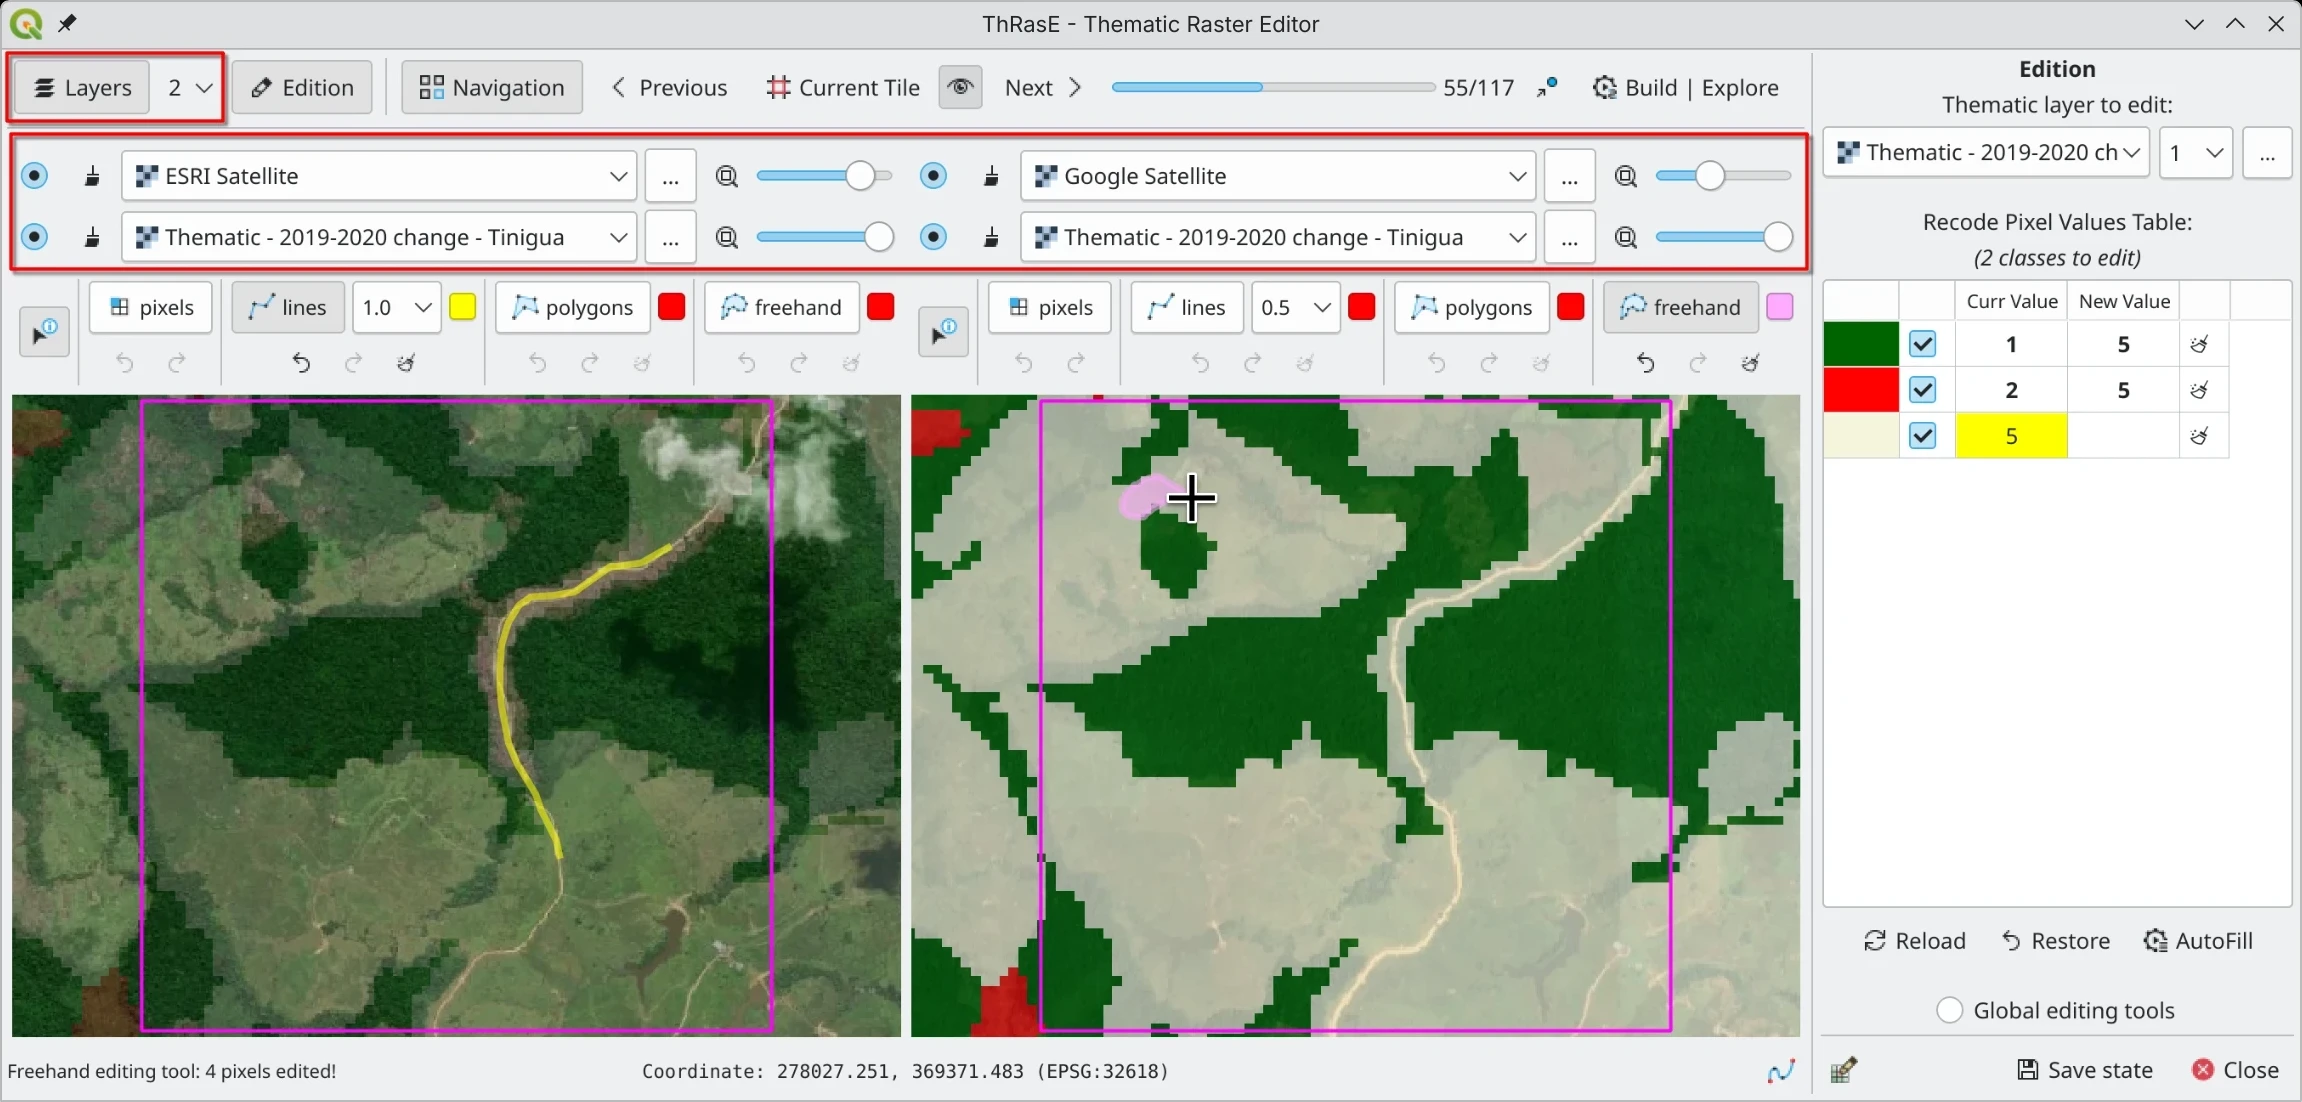 ThRasE - Thematic Raster Editor
Layers 2 Edition Navigation Previous Current Tile Next 55/117 Build | Explore
ESRI Satellite ... Google Satellite ...
Thematic - 2019-2020 change - Tinigua ... Thematic - 2019-2020 change - Tinigua ...
pixels lines 1.0 polygons freehand pixels lines 0.5 polygons freehand
Edition
Thematic layer to edit:
Thematic - 2019-2020 ch 1 ...
Recode Pixel Values Table:
(2 classes to edit)
Curr Value New Value
1 5
2 5
5
Reload Restore AutoFill
Global editing tools
Freehand editing tool: 4 pixels edited! Coordinate: 278027.251, 369371.483 (EPSG:32618) Save state Close